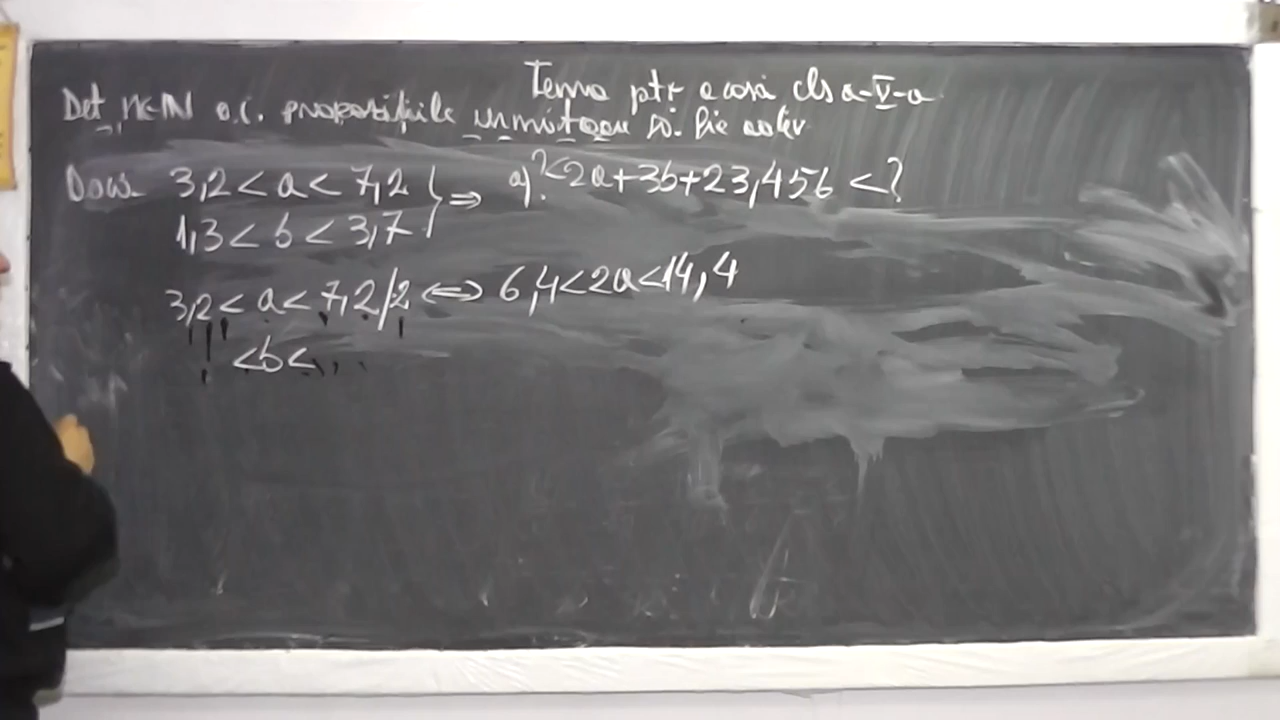 Tema ptr acasă cls a-V-a
Det n∈N a.î. propozițiile următoare să fie adev.
Dacă 3,2 < a < 7,2 } ⇒ a) ? < 2a+3b+23,456 < ?
1,3 < b < 3,7
3,2 < a < 7,2 /·2 ⇔ 6,4 < 2a < 14,4
< b <